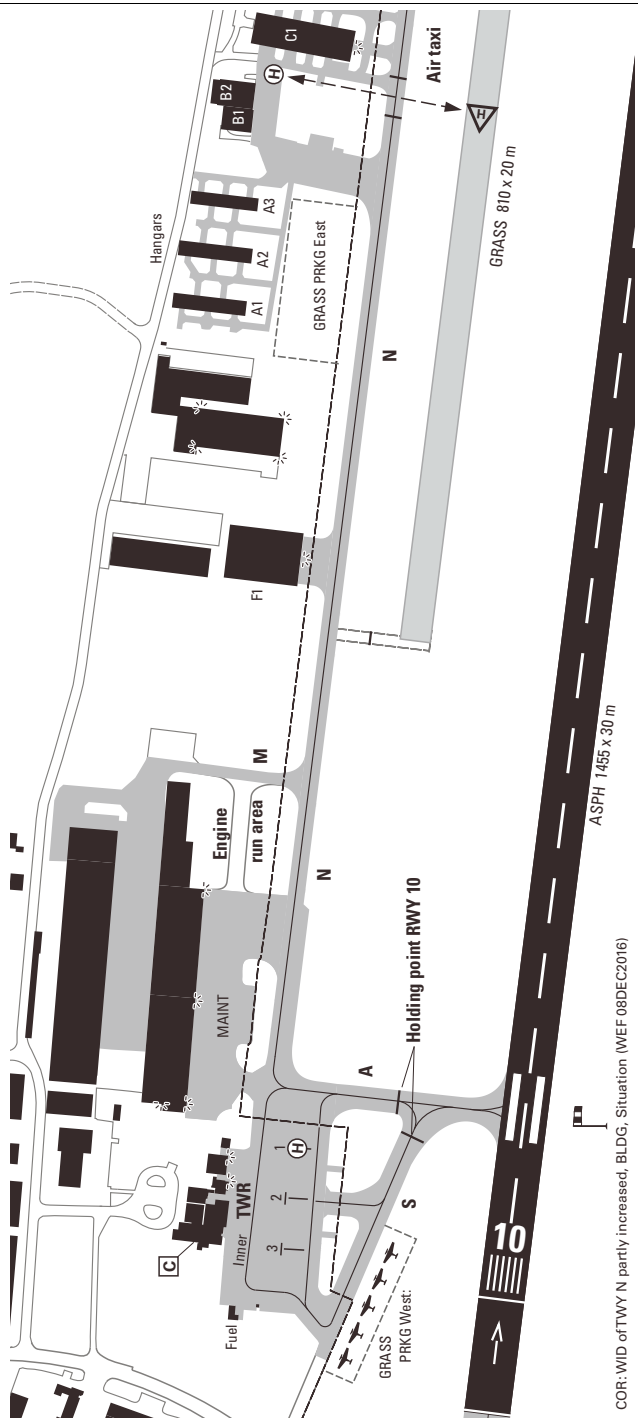 C1
H
B2
B1
Air taxi
H
Hangars
A3
A2
A1
GRASS PRKG East
GRASS 810 x 20 m
N
F1
M
Engine
run area
N
ASPH 1455 x 30 m
MAINT
Holding point RWY 10
A
TWR
1
H
2
3
Inner
C
S
Fuel
GRASS
PRKG West:
10
COR: WID of TWY N partly increased, BLDG, Situation (WEF 08DEC2016)